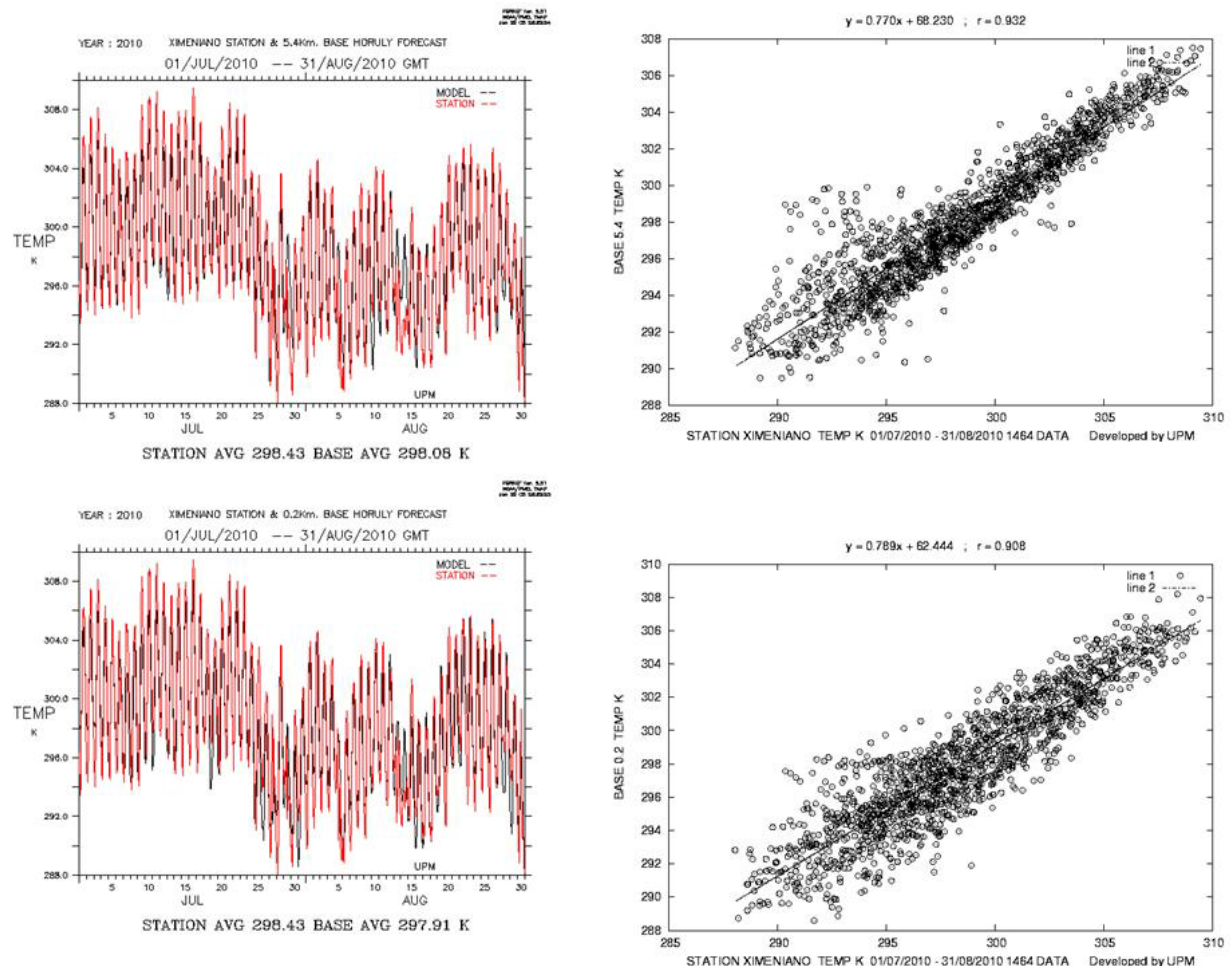 YEAR : 2010 XIMENIANO STATION & 5.4Km. BASE HORULY FORECAST
01/JUL/2010 -- 31/AUG/2010 GMT
MODEL
STATION
308.0
304.0
300.0
TEMP
K
296.0
292.0
288.0
UPM
5 10 15 20 25 30 5 10 15 20 25 30
JUL AUG
STATION AVG 298.43 BASE AVG 298.08 K
y = 0.770x + 68.230 ; r = 0.932
line 1
line 2
308
306
304
302
300
298
296
294
292
290
288
BASE 5.4 TEMP K
285 290 295 300 305 310
STATION XIMENIANO TEMP K 01/07/2010 - 31/08/2010 1464 DATA Developed by UPM
YEAR : 2010 XIMENIANO STATION & 0.2Km. BASE HORULY FORECAST
01/JUL/2010 -- 31/AUG/2010 GMT
MODEL
STATION
308.0
304.0
300.0
TEMP
K
296.0
292.0
288.0
UPM
5 10 15 20 25 30 5 10 15 20 25 30
JUL AUG
STATION AVG 298.43 BASE AVG 297.91 K
y = 0.789x + 62.444 ; r = 0.908
line 1
line 2
310
308
306
304
302
300
298
296
294
292
290
288
BASE 0.2 TEMP K
285 290 295 300 305 310
STATION XIMENIANO TEMP K 01/07/2010 - 31/08/2010 1464 DATA Developed by UPM